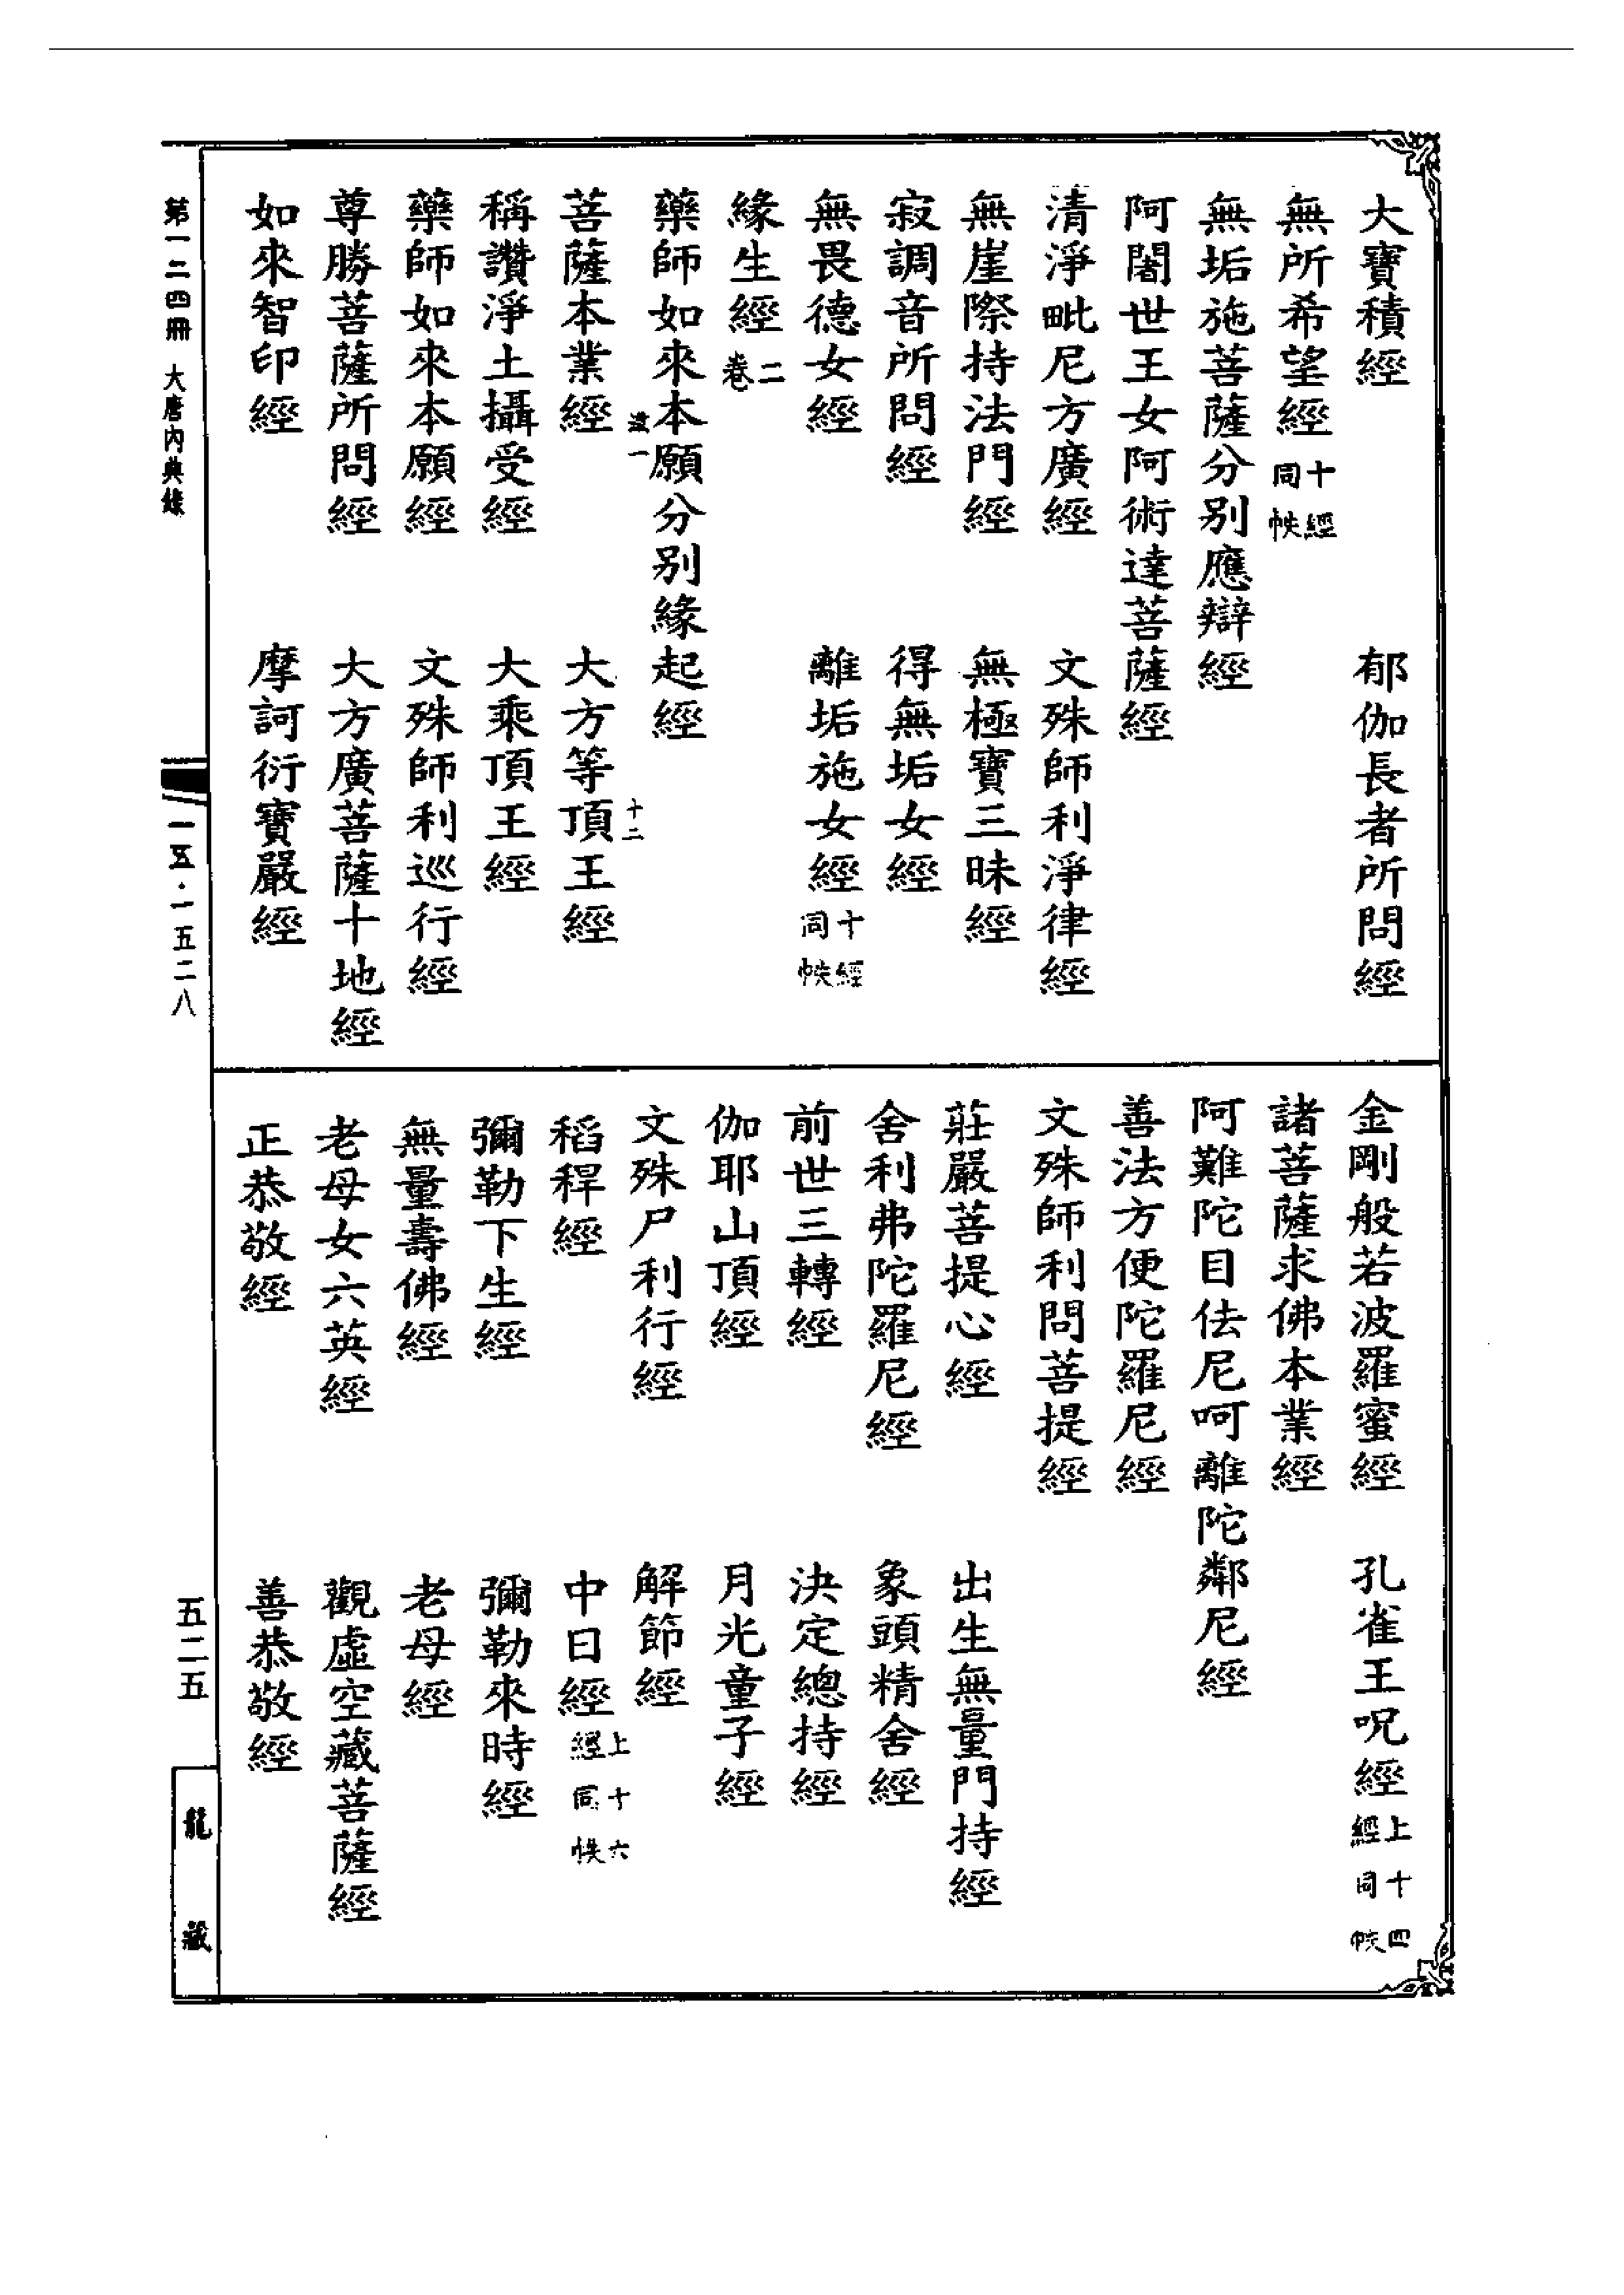 大寶積經　郁伽長者所問經
無所希望經十經同帙
無垢施菩薩分别應辯經
阿闍世王女阿術達菩薩經
清淨毗尼方廣經　文殊師利淨律經
無崖際持法門經　無極寶三昧經
寂調音所問經　得無垢女經
無畏德女經　離垢施女經十經同帙
緣生經二卷
藥師如來本願分别緣起經
十二
菩薩本業經　大方等頂王經
稱讚淨土攝受經　大乘頂王經
藥師如來本願經　文殊師利巡行經
尊勝菩薩所問經　大方廣菩薩十地經
如來智印經　摩訶衍寶嚴經
金剛般若波羅蜜經　孔雀王呪經上十四經同帙
諸菩薩求佛本業經
阿難陀目佉尼呵離陀鄰尼經
善法方便陀羅尼經
文殊師利問菩提經
莊嚴菩提心經　出生無量門持經
舍利弗陀羅尼經　象頭精舍經
前世三轉經　決定總持經
伽耶山頂經　月光童子經
文殊尸利行經　解節經
稻稈經　中日經上十六經同帙
彌勒下生經　彌勒來時經
無量壽佛經　老母經
老母女六英經　觀虛空藏菩薩經
正恭敬經　善恭敬經
第一二四冊　大唐內典錄
一五·一五二八
五二五
龍藏